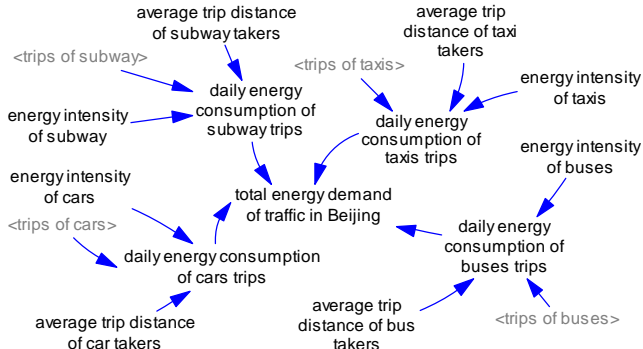 average trip distance
of subway takers
average trip
distance of taxi
takers
<trips of subway>
<trips of taxis>
daily energy
consumption of
subway trips
energy intensity
of taxis
energy intensity
of subway
daily energy
consumption of
taxis trips
energy intensity
of buses
energy intensity
of cars
total energy demand
of traffic in Beijing
<trips of cars>
daily energy
consumption of
buses trips
daily energy consumption
of cars trips
average trip distance
of car takers
average trip
distance of bus
takers
<trips of buses>